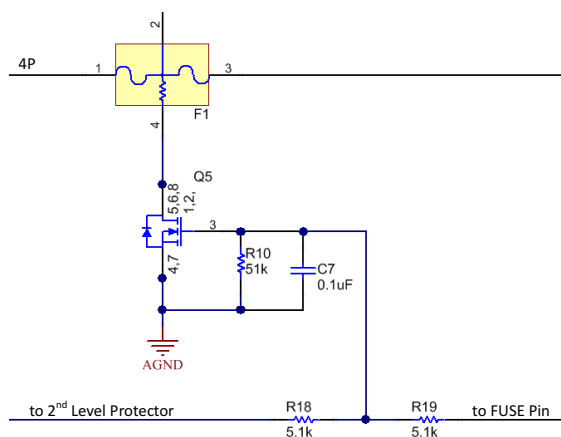 2
4P
1
3
F1
4
Q5
5,6,8
1,2,
3
R10
51k
C7
0.1uF
4,7
AGND
to 2nd Level Protector
R18
R19
to FUSE Pin
5.1k
5.1k